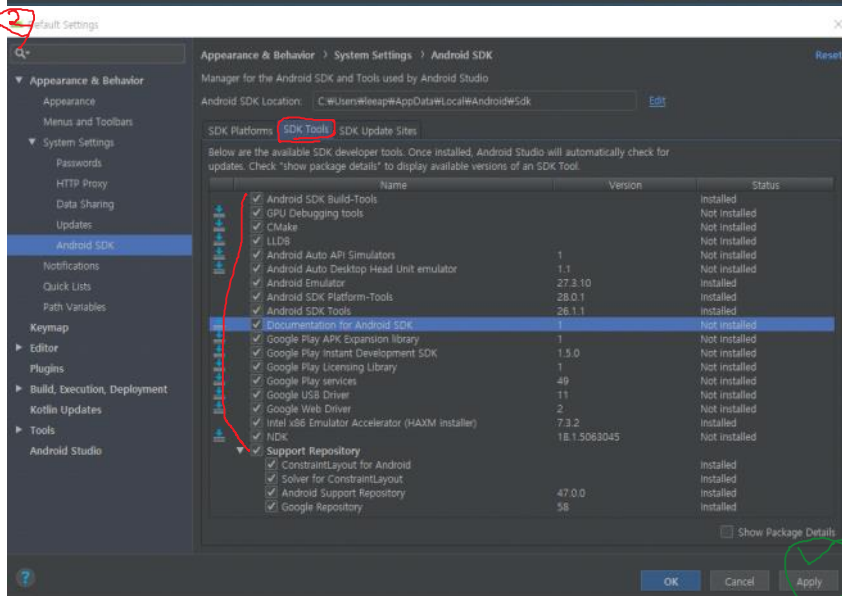 2
Default Settings
Appearance & Behavior › System Settings › Android SDK
Reset
Manager for the Android SDK and Tools used by Android Studio
Android SDK Location: C:₩Users₩leeap₩AppData₩Local₩Android₩Sdk Edit
Appearance & Behavior
Appearance
Menus and Toolbars
System Settings
Passwords
HTTP Proxy
Data Sharing
Updates
Android SDK
Notifications
Quick Lists
Path Variables
Keymap
Editor
Plugins
Build, Execution, Deployment
Kotlin Updates
Tools
Android Studio
SDK Platforms SDK Tools SDK Update Sites
Below are the available SDK developer tools. Once installed, Android Studio will automatically check for
updates. Check "show package details" to display available versions of an SDK Tool.
Name Version Status
Android SDK Build-Tools Installed
GPU Debugging tools Not Installed
CMake Not installed
LLDB Not installed
Android Auto API Simulators 1 Not installed
Android Auto Desktop Head Unit emulator 1.1 Not installed
Android Emulator 27.3.10 Installed
Android SDK Platform-Tools 28.0.1 Installed
Android SDK Tools 26.1.1 Installed
Documentation for Android SDK 1 Not installed
Google Play APK Expansion library 1 Not installed
Google Play Instant Development SDK 1.5.0 Not installed
Google Play Licensing Library 1 Not installed
Google Play services 49 Not installed
Google USB Driver 11 Not installed
Google Web Driver 2 Not installed
Intel x86 Emulator Accelerator (HAXM installer) 7.3.2 Installed
NDK 18.1.5063045 Not installed
Support Repository
ConstraintLayout for Android Installed
Solver for ConstraintLayout Installed
Android Support Repository 47.0.0 Installed
Google Repository 58 Installed
Show Package Details
? OK Cancel Apply